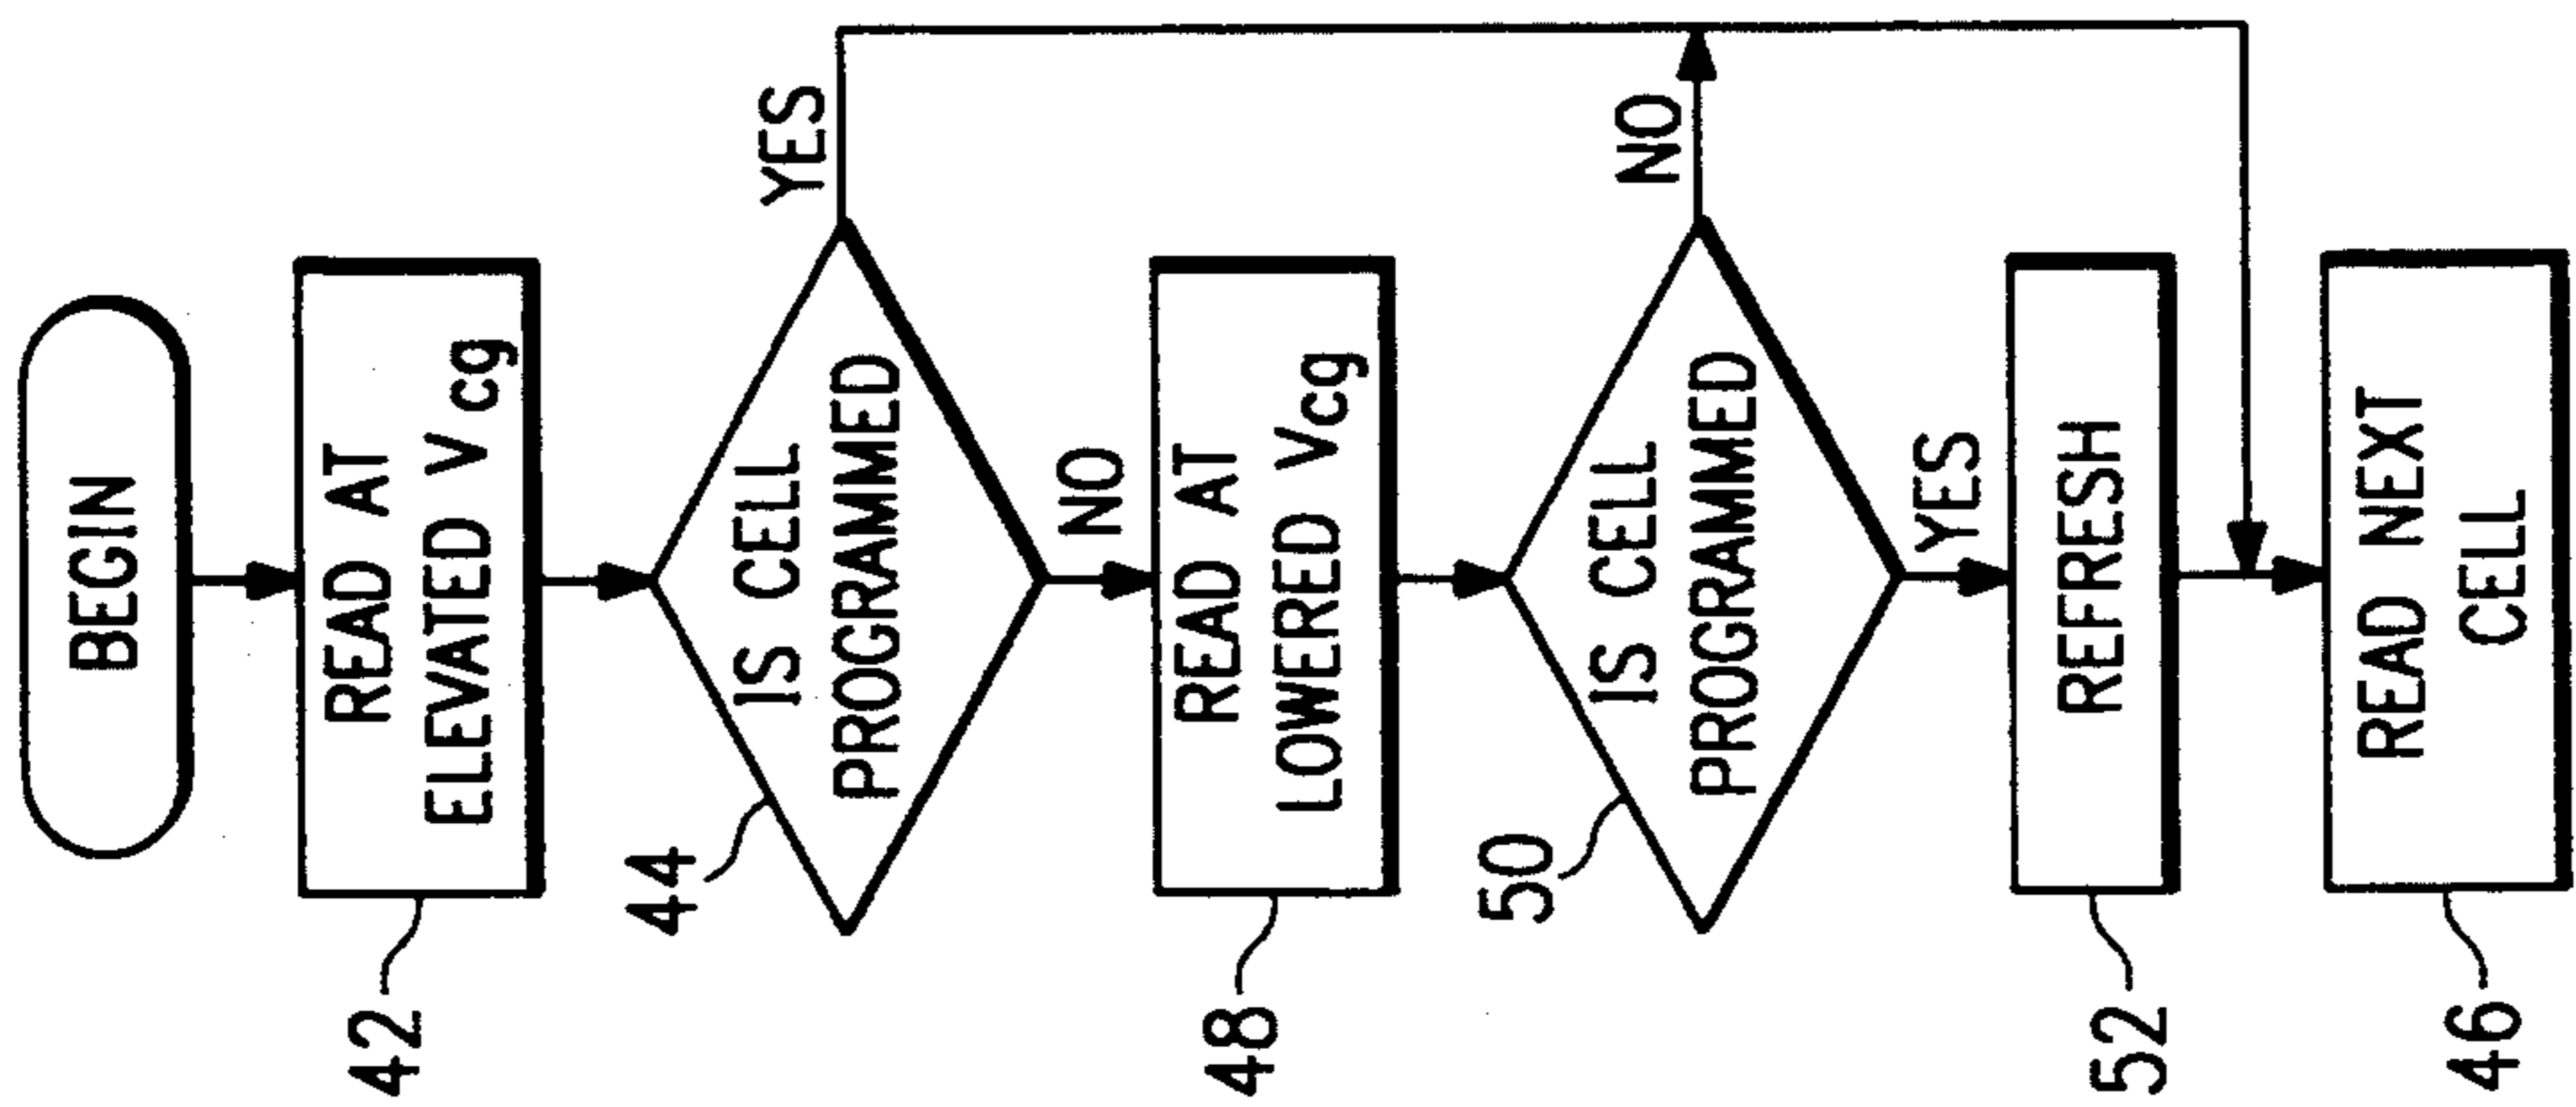 BEGIN
READ AT
ELEVATED Vcg
42
IS CELL
PROGRAMMED
44
YES
NO
READ AT
LOWERED Vcg
48
IS CELL
PROGRAMMED
50
NO
YES
REFRESH
52
READ NEXT
CELL
46